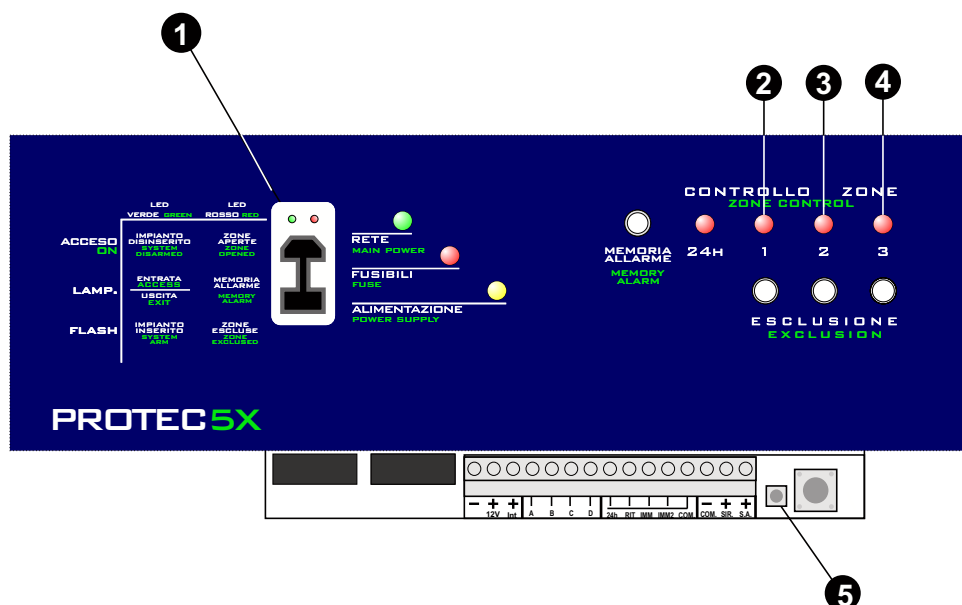 1
2
3
4
LED
VERDE GREEN
LED
ROSSO RED
ACCESO
ON
IMPIANTO
DISINSERITO
SYSTEM
DISARMED
ZONE
APERTE
ZONE
OPENED
LAMP.
ENTRATA
ACCESS
USCITA
EXIT
MEMORIA
ALLARME
MEMORY
ALARM
FLASH
IMPIANTO
INSERITO
SYSTEM
ARM
ZONE
ESCLUSE
ZONE
EXCLUSED
RETE
MAIN POWER
FUSIBILI
FUSE
ALIMENTAZIONE
POWER SUPPLY
MEMORIA
ALLARME
MEMORY
ALARM
CONTROLLO ZONE
ZONE CONTROL
24H 1 2 3
ESCLUSIONE
EXCLUSION
PROTEC5X
− + + − + +
12V Int A B C D 24h RIT IMM IMM2 COM COM. SIR. S.A.
5